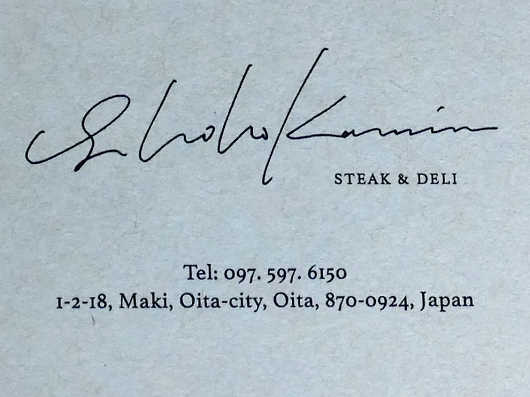 STEAK & DELI
Tel: 097. 597. 6150
1-2-18, Maki, Oita-city, Oita, 870-0924, Japan